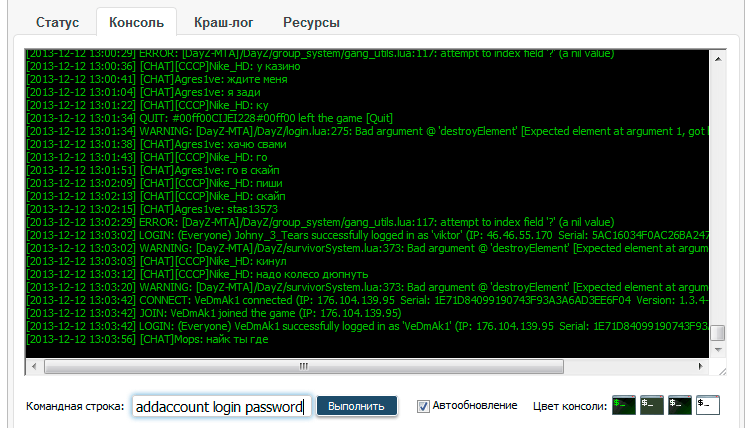 Статус Консоль Краш-лог Ресурсы
[2013-12-12 13:00:29] ERROR: [DayZ-MTA]/DayZ/group_system/gang_utils.lua:117: attempt to index field '?' (a nil value)
[2013-12-12 13:00:36] [CHAT][CCCP]Nike_HD: у казино
[2013-12-12 13:00:41] [CHAT]Agres1ve: ждите меня
[2013-12-12 13:01:04] [CHAT]Agres1ve: я зади
[2013-12-12 13:01:22] [CHAT][CCCP]Nike_HD: ку
[2013-12-12 13:01:34] QUIT: #00ff00CIJEI228#00ff00 left the game [Quit]
[2013-12-12 13:01:34] WARNING: [DayZ-MTA]/DayZ/login.lua:275: Bad argument @ 'destroyElement' [Expected element at argument 1, got
[2013-12-12 13:01:38] [CHAT]Agres1ve: хачю свами
[2013-12-12 13:01:43] [CHAT][CCCP]Nike_HD: го
[2013-12-12 13:01:51] [CHAT]Agres1ve: го в скайп
[2013-12-12 13:02:09] [CHAT][CCCP]Nike_HD: пиши
[2013-12-12 13:02:13] [CHAT][CCCP]Nike_HD: скайп
[2013-12-12 13:02:15] [CHAT]Agres1ve: stas13573
[2013-12-12 13:02:29] ERROR: [DayZ-MTA]/DayZ/group_system/gang_utils.lua:117: attempt to index field '?' (a nil value)
[2013-12-12 13:03:02] LOGIN: (Everyone) Johny_3_Tears successfully logged in as 'viktor' (IP: 46.46.55.170 Serial: 5AC16034F0AC26BA247
[2013-12-12 13:03:02] WARNING: [DayZ-MTA]/DayZ/survivorSystem.lua:373: Bad argument @ 'destroyElement' [Expected element at argum
[2013-12-12 13:03:03] [CHAT][CCCP]Nike_HD: кинул
[2013-12-12 13:03:12] [CHAT][CCCP]Nike_HD: надо колесо дюпнуть
[2013-12-12 13:03:20] WARNING: [DayZ-MTA]/DayZ/survivorSystem.lua:373: Bad argument @ 'destroyElement' [Expected element at argum
[2013-12-12 13:03:42] CONNECT: VeDmAk1 connected (IP: 176.104.139.95 Serial: 1E71D84099190743F93A3A6AD3EE6F04 Version: 1.3.4-
[2013-12-12 13:03:42] JOIN: VeDmAk1 joined the game (IP: 176.104.139.95)
[2013-12-12 13:03:42] LOGIN: (Everyone) VeDmAk1 successfully logged in as 'VeDmAk1' (IP: 176.104.139.95 Serial: 1E71D84099190743F93
[2013-12-12 13:03:56] [CHAT]Mops: найк ты где
Командная строка: addaccount login password Выполнить Автообновление Цвет консоли: $_ $_ $_ $_